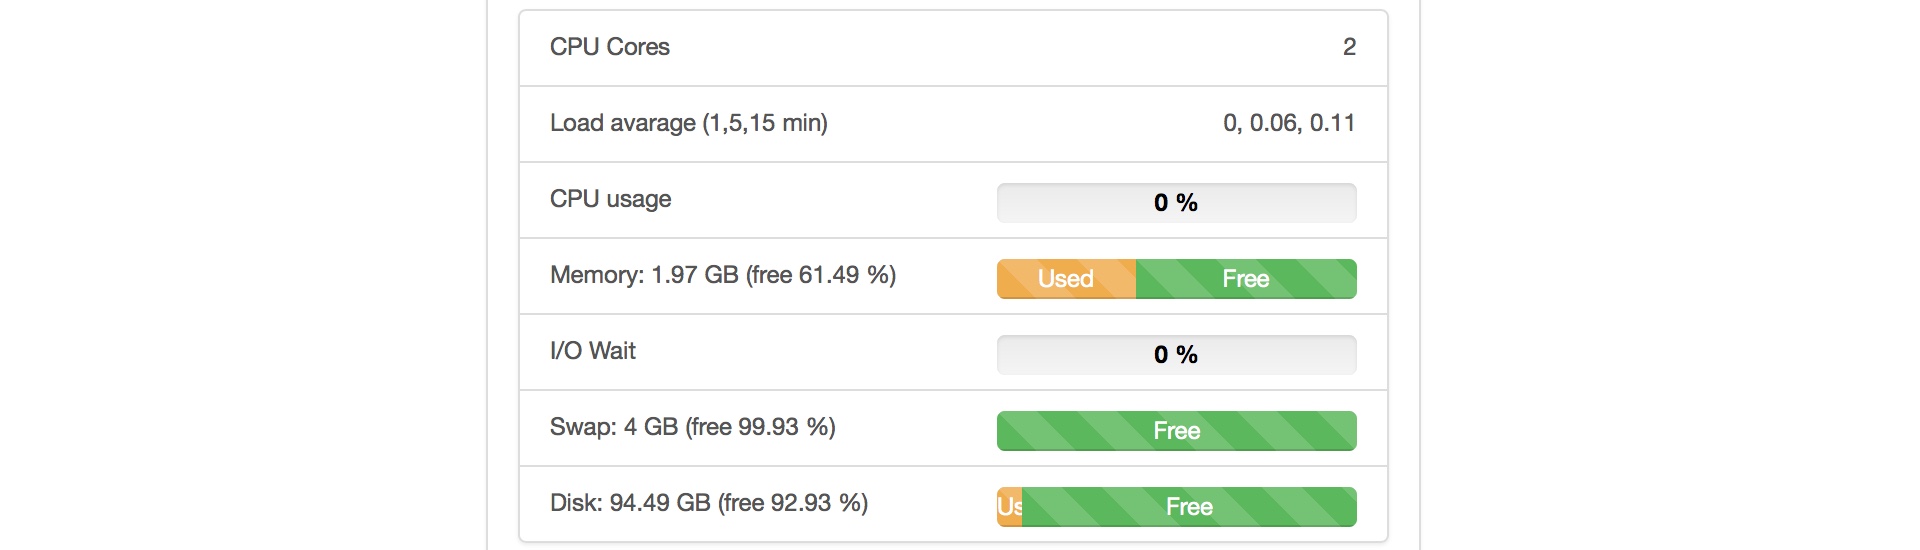 CPU Cores 2
Load avarage (1,5,15 min) 0, 0.06, 0.11
CPU usage 0 %
Memory: 1.97 GB (free 61.49 %) Used Free
I/O Wait 0 %
Swap: 4 GB (free 99.93 %) Free
Disk: 94.49 GB (free 92.93 %) Us Free